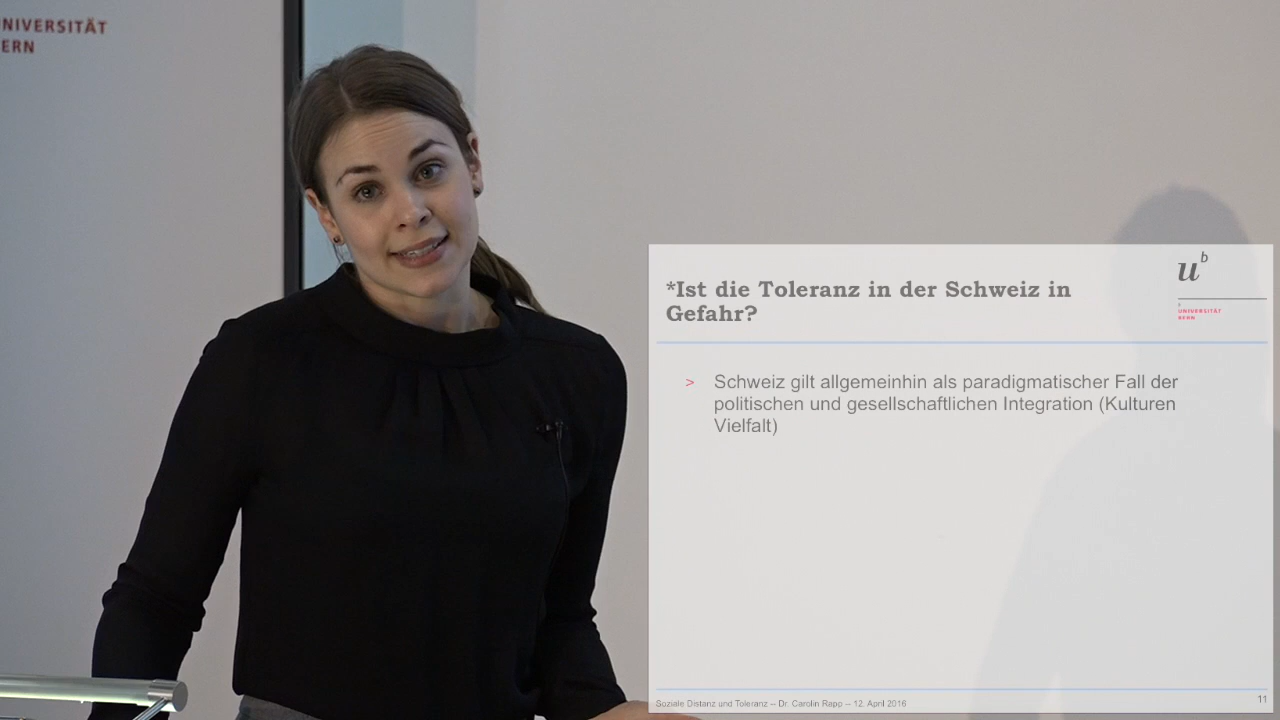 NIVERSITÄT
ERN
*Ist die Toleranz in der Schweiz in
Gefahr?
u b
UNIVERSITÄT
BERN
> Schweiz gilt allgemeinhin als paradigmatischer Fall der
politischen und gesellschaftlichen Integration (Kulturen
Vielfalt)
Soziale Distanz und Toleranz – Dr. Carolin Rapp – 12. April 2016
11